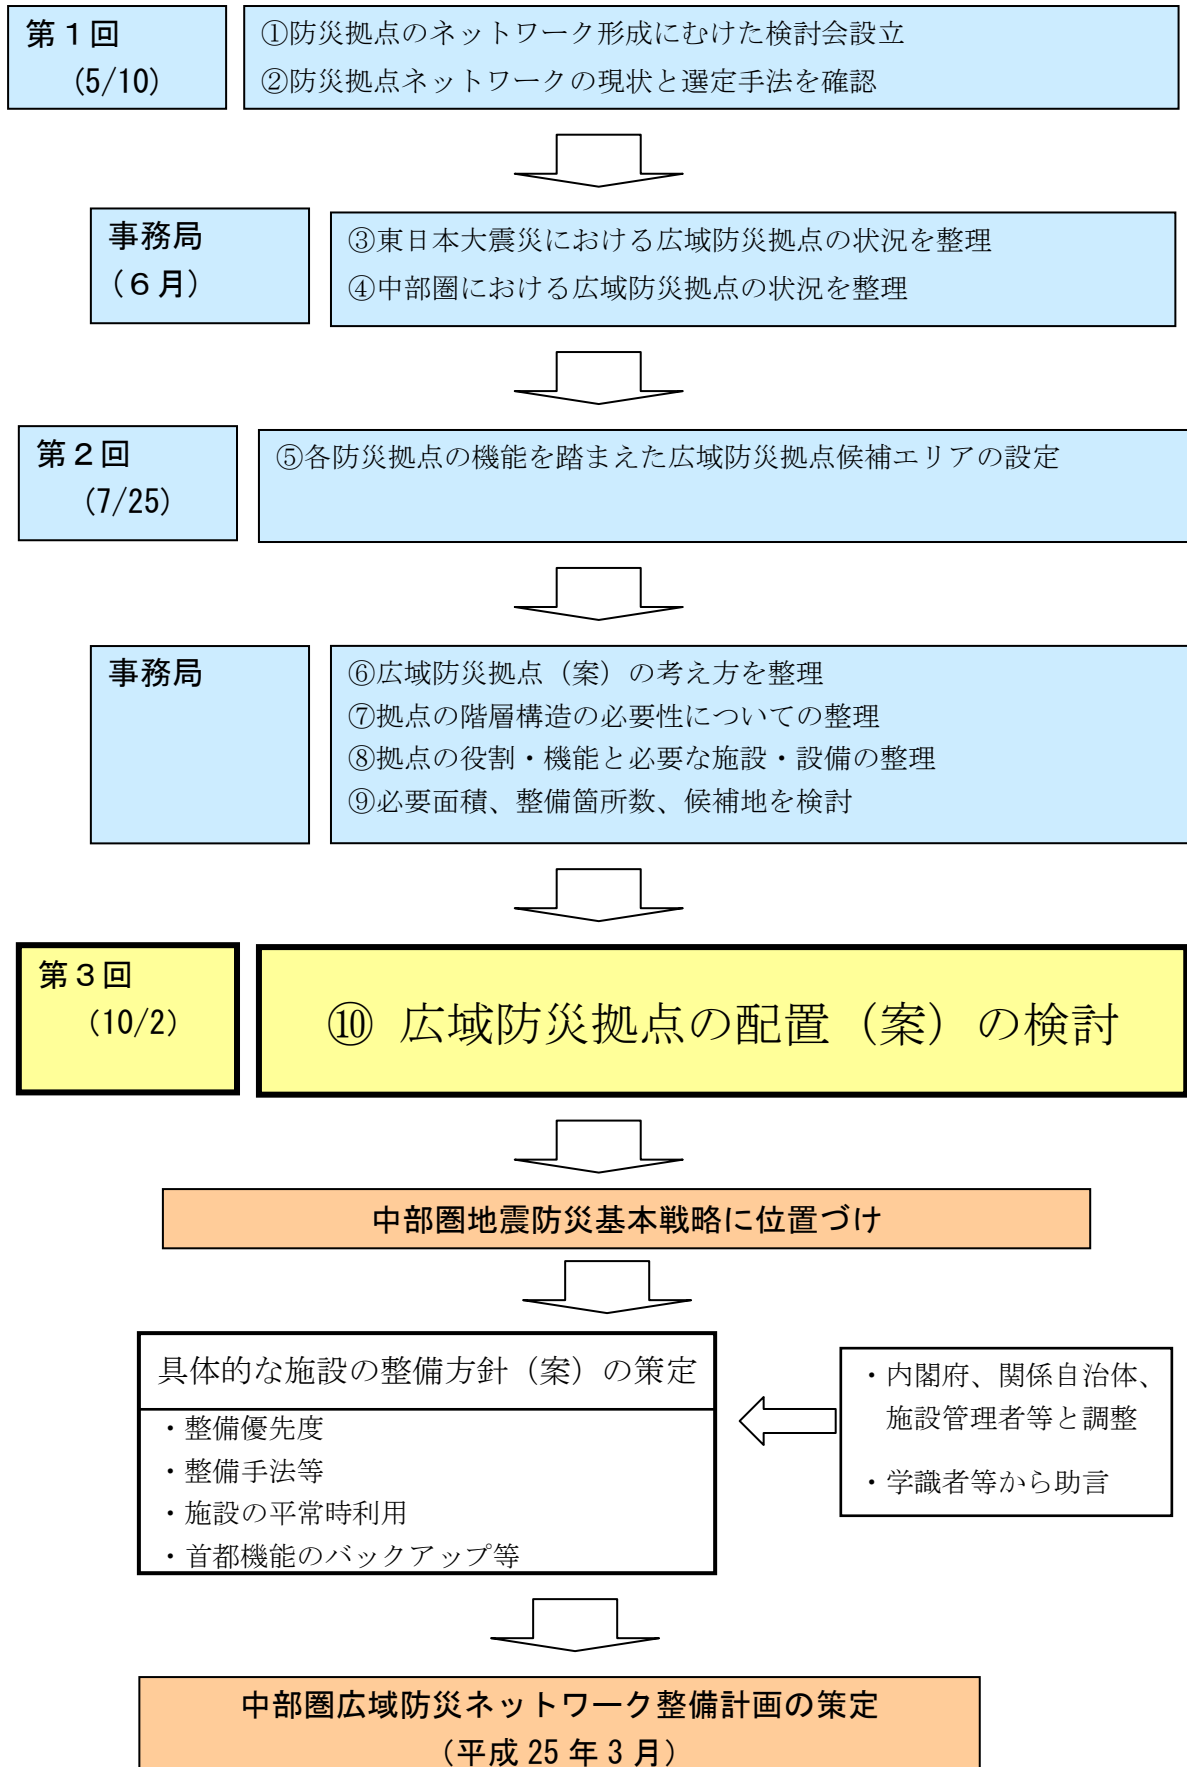 第１回
(5/10)
①防災拠点のネットワーク形成にむけた検討会設立
②防災拠点ネットワークの現状と選定手法を確認
事務局
（６月）
③東日本大震災における広域防災拠点の状況を整理
④中部圏における広域防災拠点の状況を整理
第２回
(7/25)
⑤各防災拠点の機能を踏まえた広域防災拠点候補エリアの設定
事務局
⑥広域防災拠点（案）の考え方を整理
⑦拠点の階層構造の必要性についての整理
⑧拠点の役割・機能と必要な施設・設備の整理
⑨必要面積、整備箇所数、候補地を検討
第３回
(10/2)
⑩ 広域防災拠点の配置（案）の検討
中部圏地震防災基本戦略に位置づけ
具体的な施設の整備方針（案）の策定
・整備優先度
・整備手法等
・施設の平常時利用
・首都機能のバックアップ等
・内閣府、関係自治体、
施設管理者等と調整
・学識者等から助言
中部圏広域防災ネットワーク整備計画の策定
（平成 25 年 3 月）